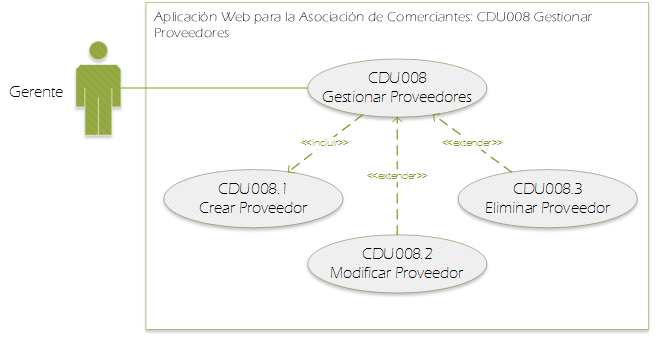 Aplicación Web para la Asociación de Comerciantes: CDU008 Gestionar
Proveedores
Gerente
CDU008
Gestionar Proveedores
<<incluir>>
<<extender>>
<<extender>>
CDU008.1
Crear Proveedor
CDU008.3
Eliminar Proveedor
CDU008.2
Modificar Proveedor